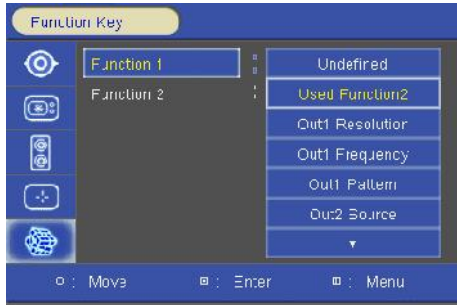 Function Key
Function 1 :
Function 2 :
Undefined
Used Function2
Out1 Resolution
Out1 Frequency
Out1 Pattern
Out2 Source
▼
: Move : Enter : Menu